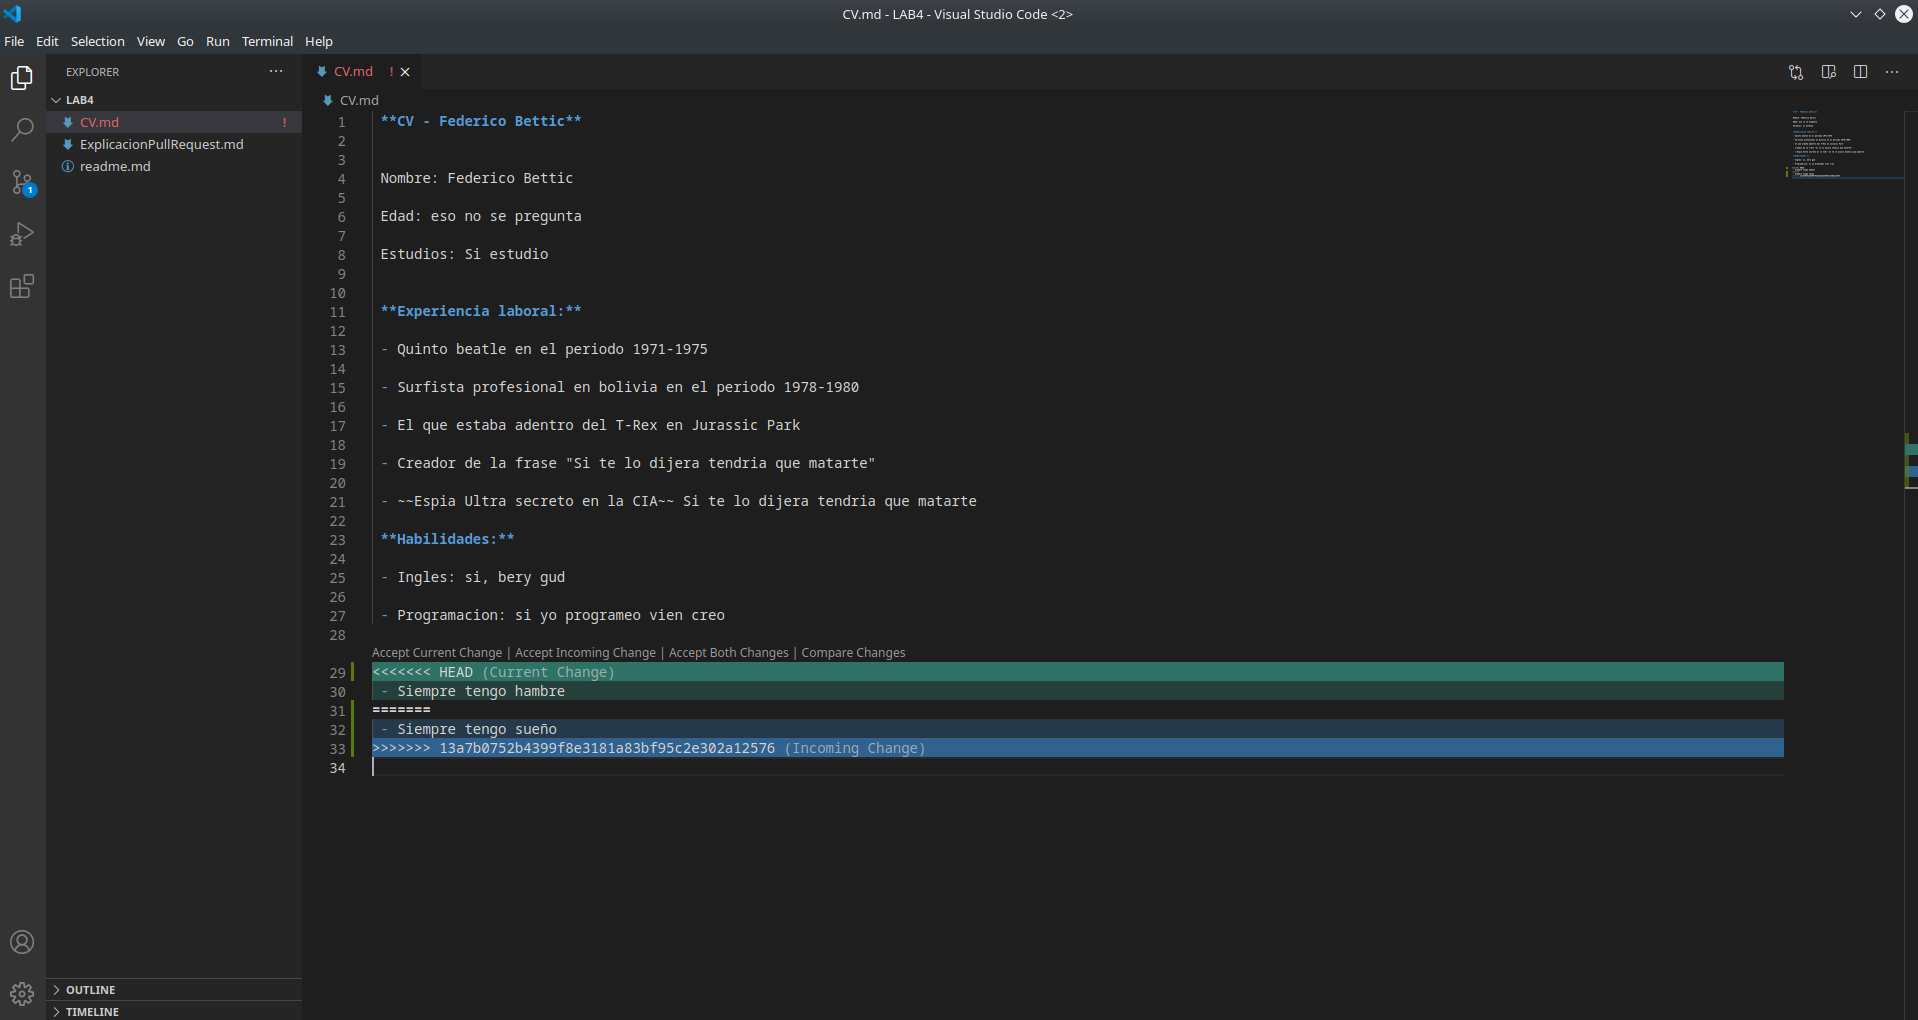 CV.md - LAB4 - Visual Studio Code <2>
File Edit Selection View Go Run Terminal Help
EXPLORER
LAB4
CV.md !
ExplicacionPullRequest.md
readme.md
1
OUTLINE
TIMELINE
CV.md !
CV.md
1 **CV - Federico Bettic**
2
3
4 Nombre: Federico Bettic
5
6 Edad: eso no se pregunta
7
8 Estudios: Si estudio
9
10
11 **Experiencia laboral:**
12
13 - Quinto beatle en el periodo 1971-1975
14
15 - Surfista profesional en bolivia en el periodo 1978-1980
16
17 - El que estaba adentro del T-Rex en Jurassic Park
18
19 - Creador de la frase "Si te lo dijera tendria que matarte"
20
21 - ~~Espia Ultra secreto en la CIA~~ Si te lo dijera tendria que matarte
22
23 **Habilidades:**
24
25 - Ingles: si, bery gud
26
27 - Programacion: si yo programeo vien creo
28
Accept Current Change | Accept Incoming Change | Accept Both Changes | Compare Changes
29 <<<<<<< HEAD (Current Change)
30 - Siempre tengo hambre
31 =======
32 - Siempre tengo sueño
33 >>>>>>> 13a7b0752b4399f8e3181a83bf95c2e302a12576 (Incoming Change)
34